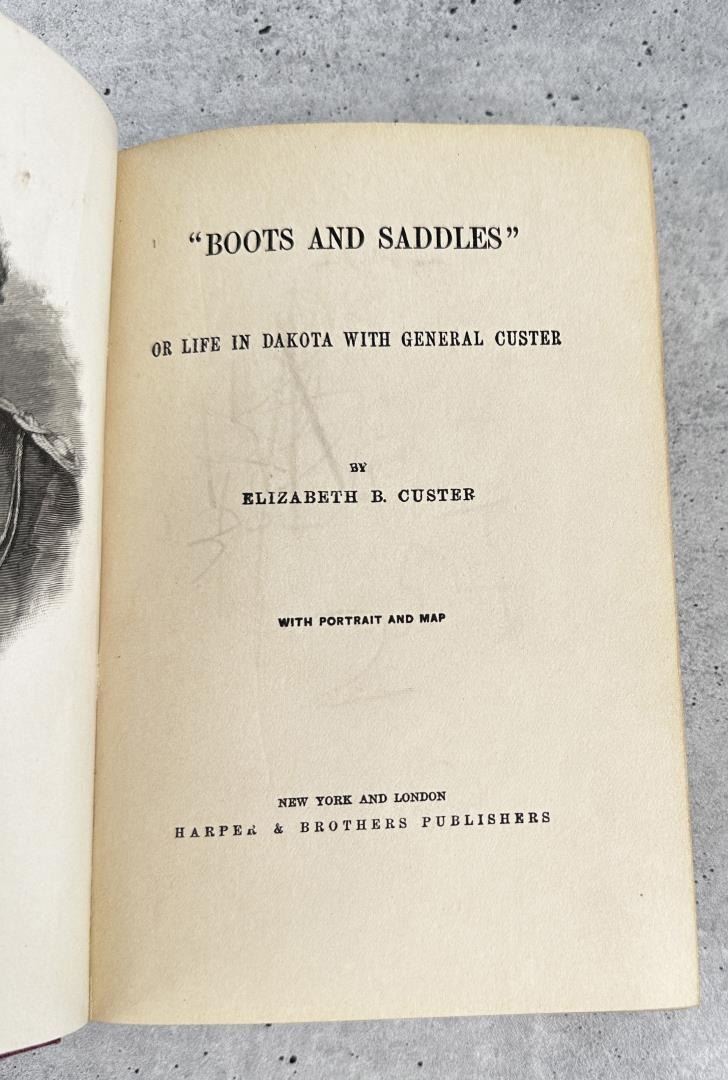 “BOOTS AND SADDLES”
OR LIFE IN DAKOTA WITH GENERAL CUSTER
BY
ELIZABETH B. CUSTER
WITH PORTRAIT AND MAP
NEW YORK AND LONDON
HARPER & BROTHERS PUBLISHERS